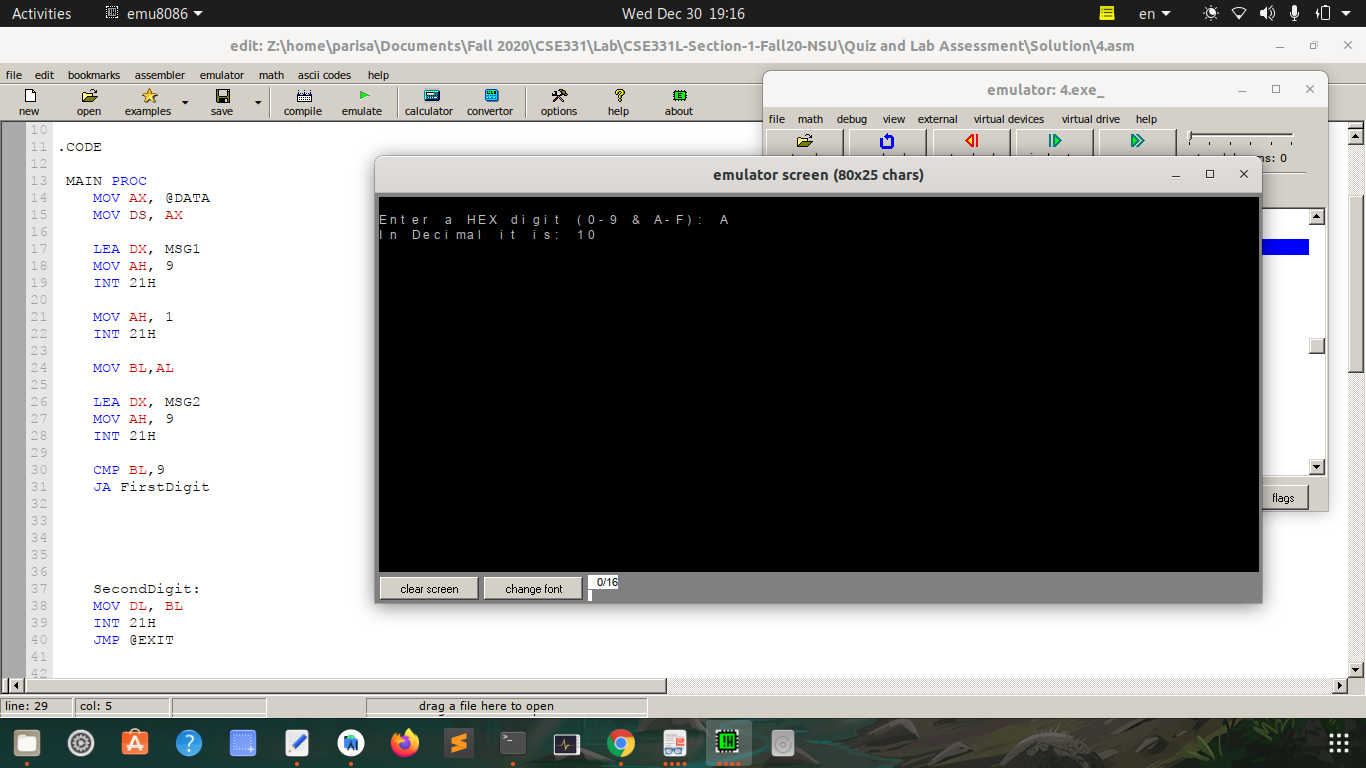 Activities emu8086 Wed Dec 30 19:16 en
edit: Z:\home\parisa\Documents\Fall 2020\CSE331\Lab\CSE331L-Section-1-Fall20-NSU\Quiz and Lab Assessment\Solution\4.asm
file edit bookmarks assembler emulator math ascii codes help
new open examples save compile emulate calculator convertor options help about
emulator: 4.exe_
file math debug view external virtual devices virtual drive help
ms: 0
emulator screen (80x25 chars)
Enter a HEX digit (0-9 & A-F): A
In Decimal it is: 10
clear screen change font 0/16
flags
10
11 .CODE
12
13 MAIN PROC
14 MOV AX, @DATA
15 MOV DS, AX
16
17 LEA DX, MSG1
18 MOV AH, 9
19 INT 21H
20
21 MOV AH, 1
22 INT 21H
23
24 MOV BL,AL
25
26 LEA DX, MSG2
27 MOV AH, 9
28 INT 21H
29
30 CMP BL,9
31 JA FirstDigit
32
33
34
35
36
37 SecondDigit:
38 MOV DL, BL
39 INT 21H
40 JMP @EXIT
41
42
line: 29 col: 5 drag a file here to open